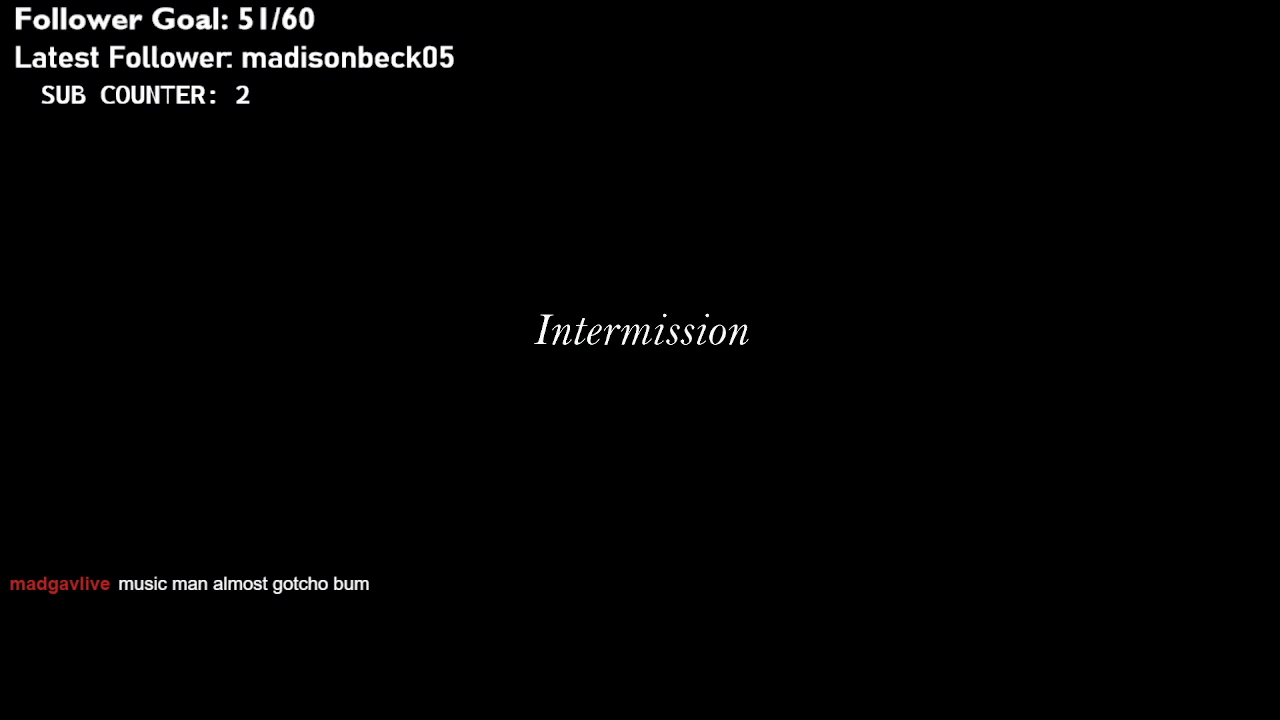 Follower Goal: 51/60
Latest Follower: madisonbeck05
SUB COUNTER: 2
Intermission
madgavlive music man almost gotcho bum